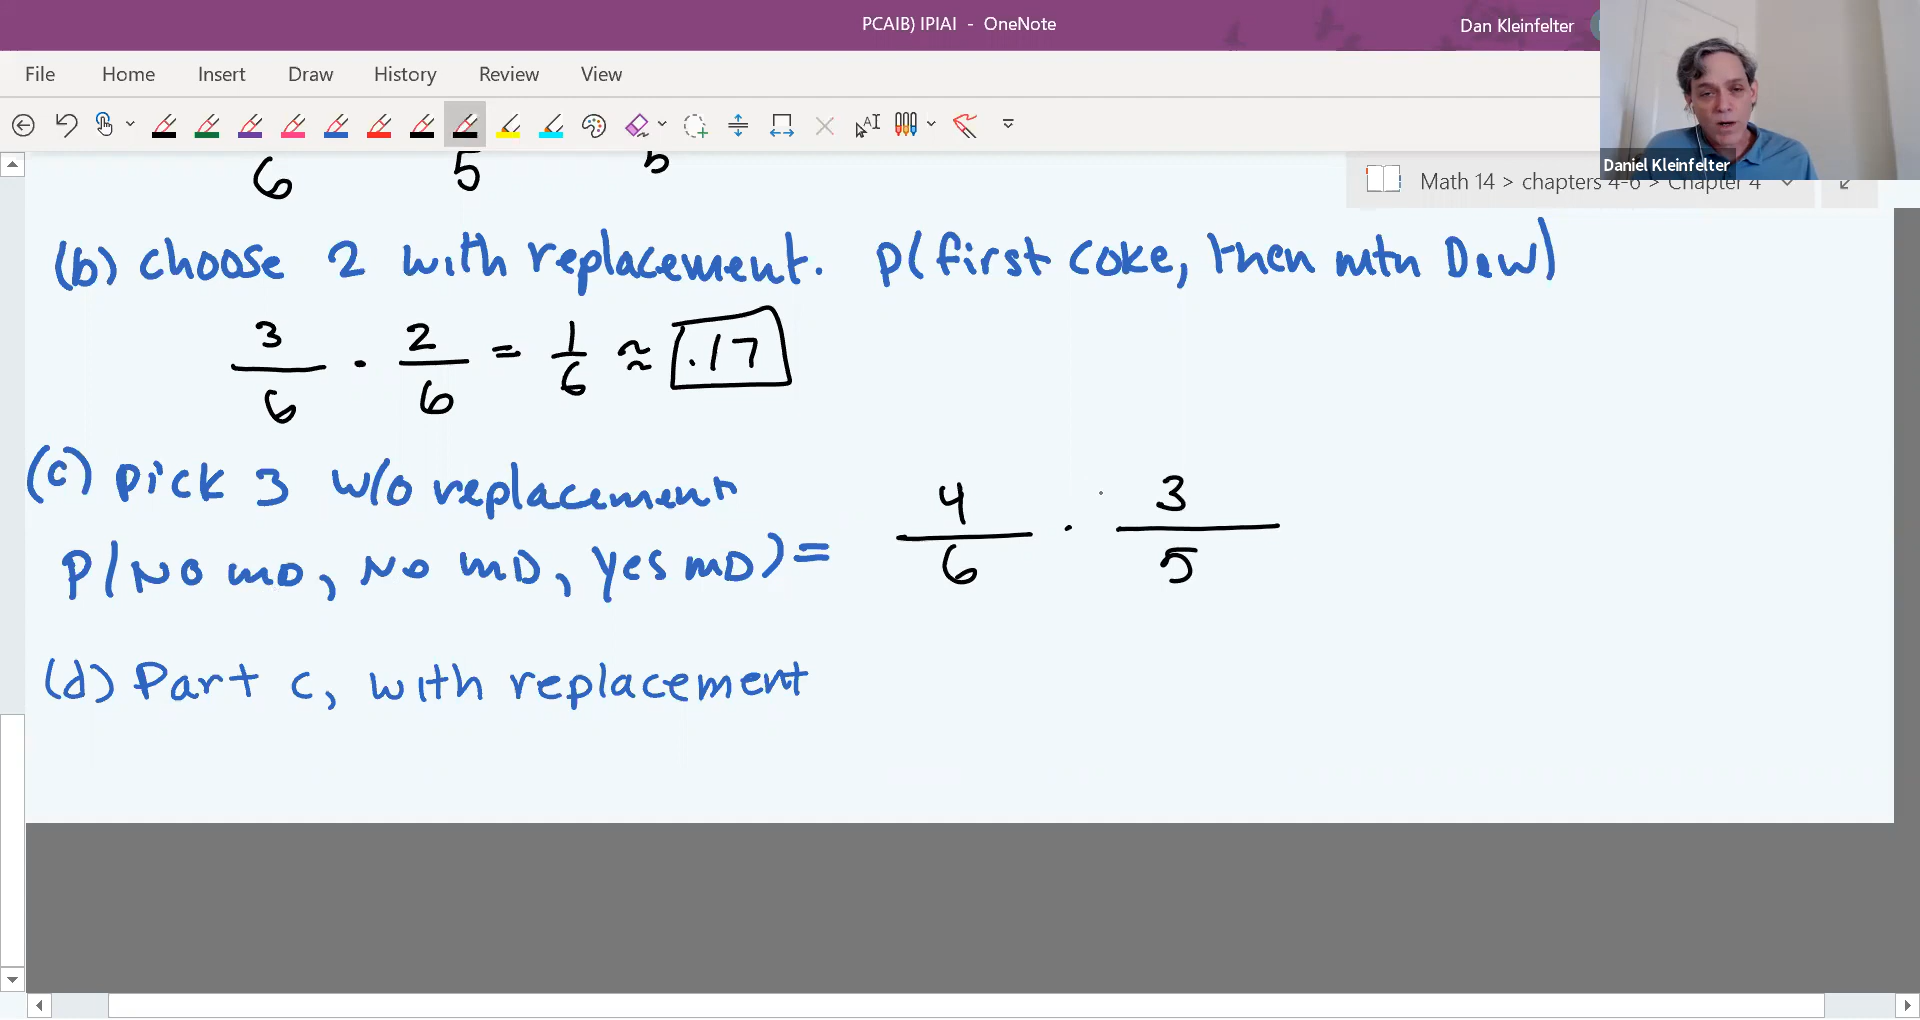 PCAIB) IPIAI - OneNote
Dan Kleinfelter
File Home Insert Draw History Review View
Daniel Kleinfelter
Math 14 > chapters 4-6 > Chapter 4
6 5 5
(b) choose 2 with replacement. P(first coke, then mtn Dew)
3/6 · 2/6 = 1/6 ≈ .17
(c) pick 3 w/o replacement
P(No MD, No MD, yes MD) = 4/6 · 3/5
(d) Part c, with replacement